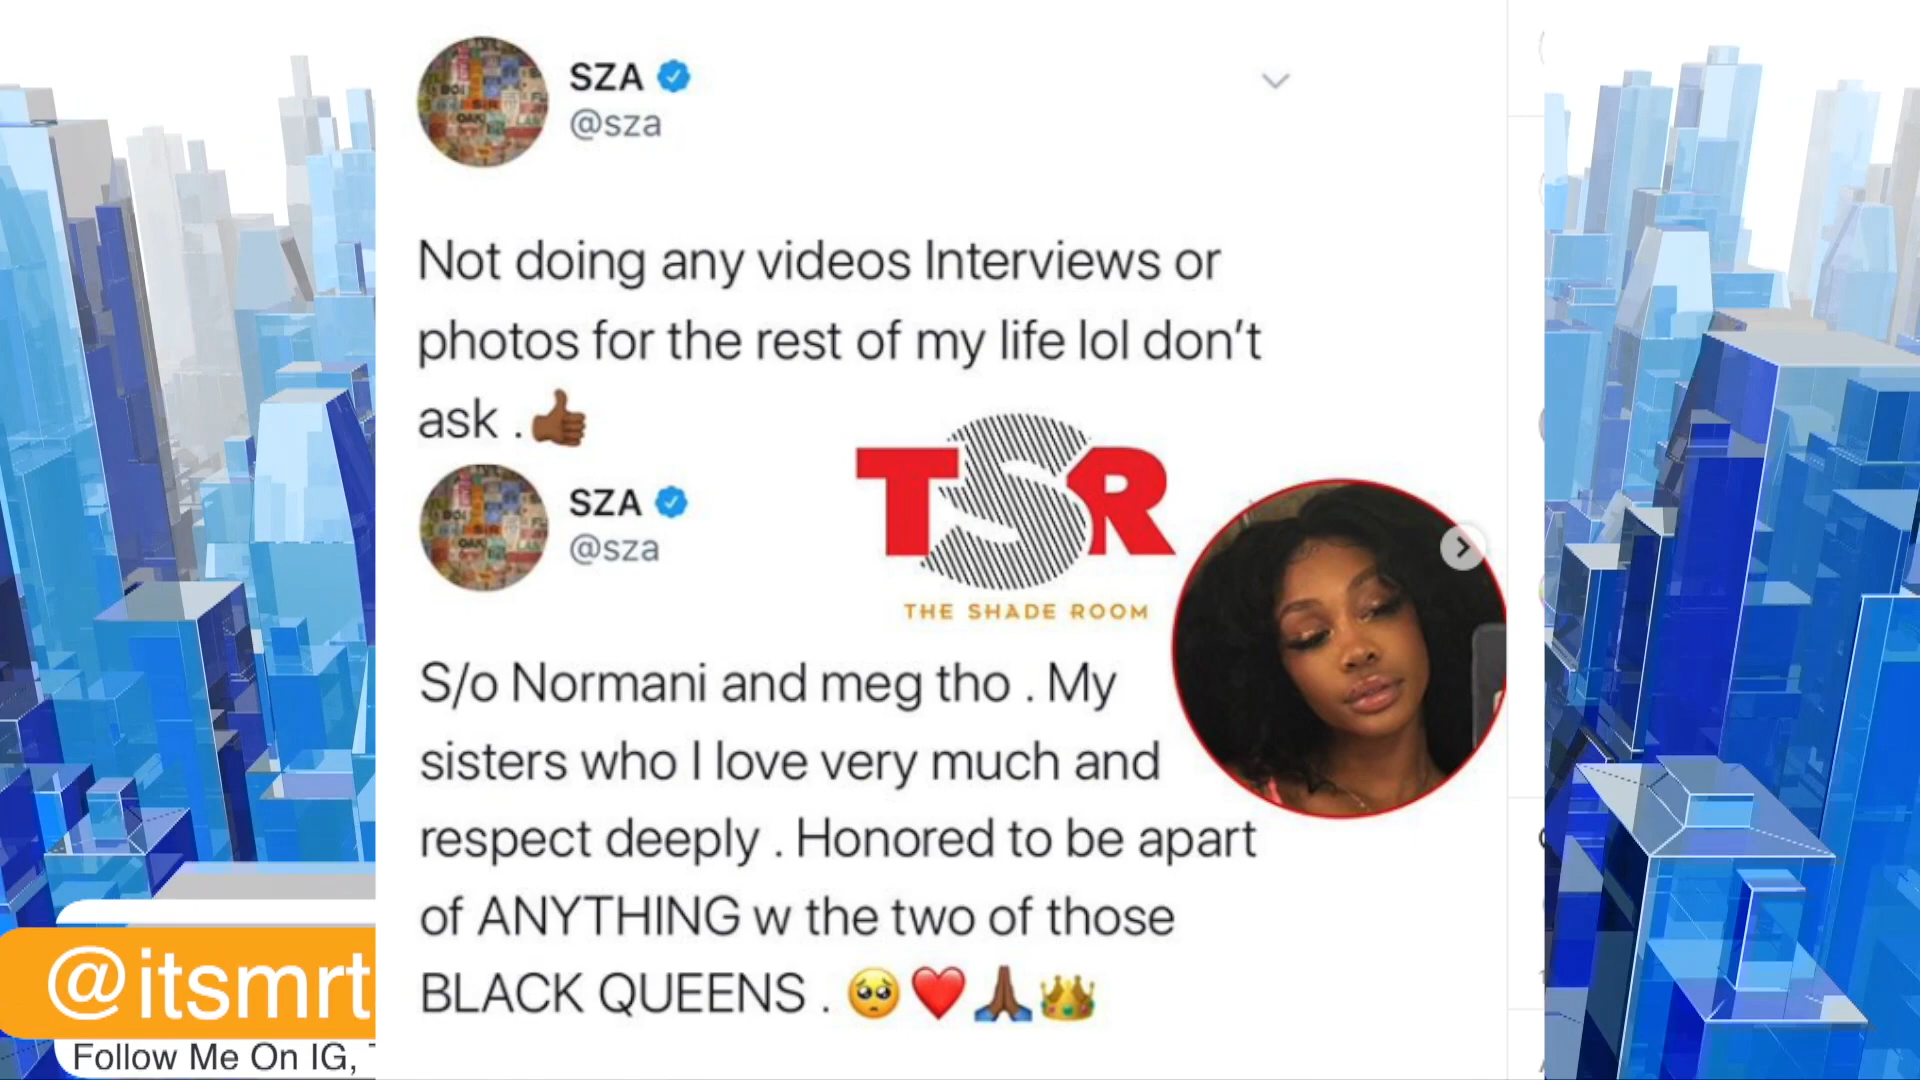 SZA
@sza
Not doing any videos Interviews or
photos for the rest of my life lol don't
ask . 👍🏾
TSR
THE SHADE ROOM
SZA
@sza
S/o Normani and meg tho . My
sisters who I love very much and
respect deeply . Honored to be apart
of ANYTHING w the two of those
BLACK QUEENS . 🥺❤️🙏🏾👑
@itsmrt
Follow Me On IG,